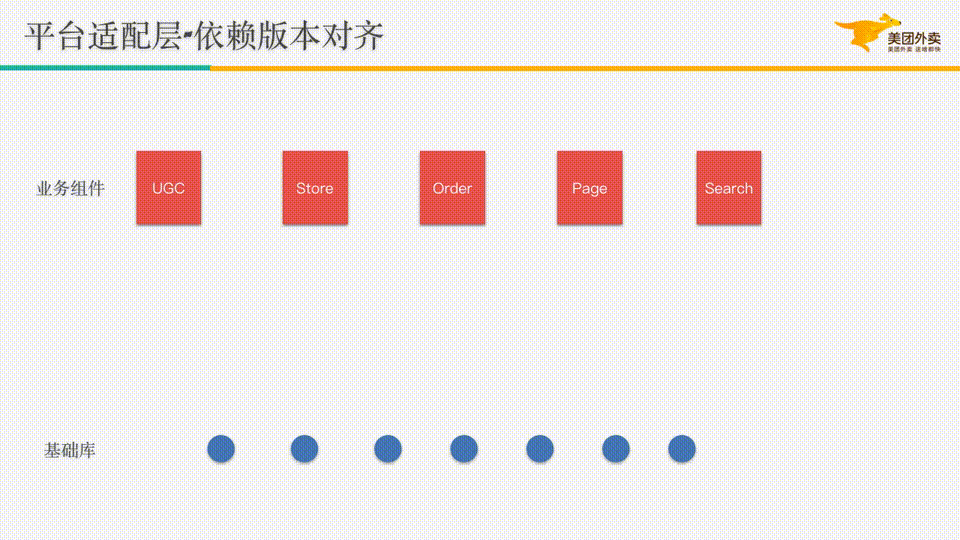 平台适配层-依赖版本对齐
美团外卖
美团外卖 送啥都快
业务组件
UGC
Store
Order
Page
Search
基础库